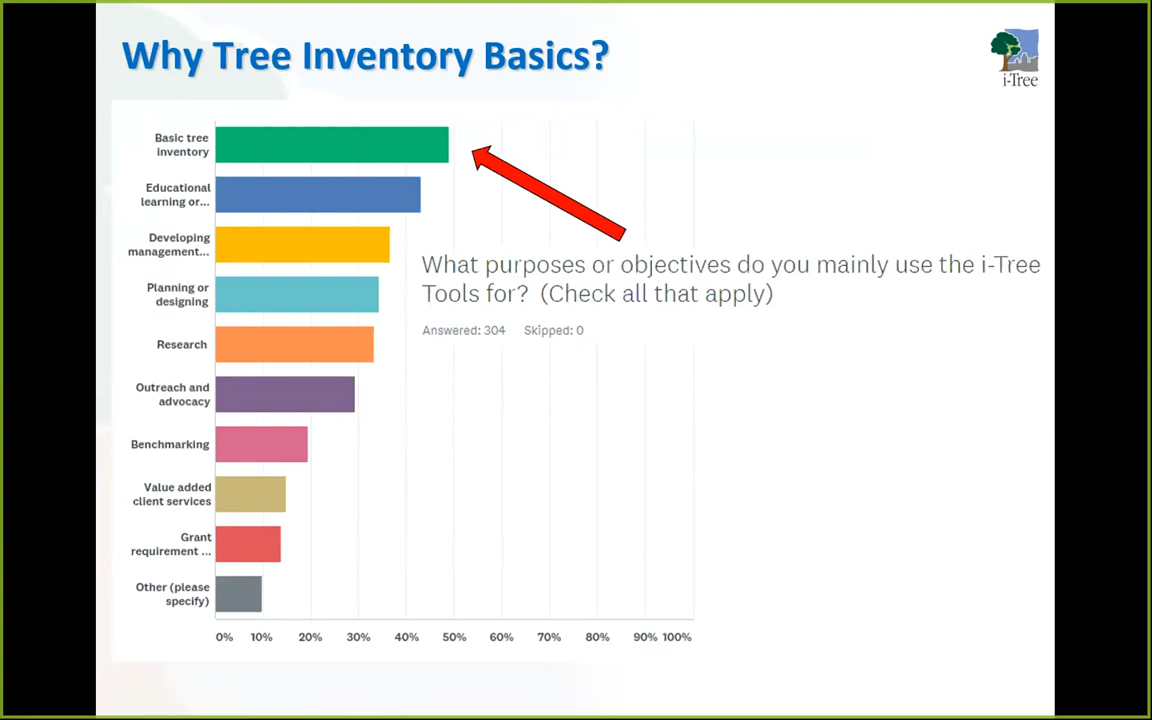 Why Tree Inventory Basics?
i-Tree
Basic tree
inventory
Educational
learning or...
Developing
management...
What purposes or objectives do you mainly use the i-Tree
Tools for? (Check all that apply)
Planning or
designing
Answered: 304 Skipped: 0
Research
Outreach and
advocacy
Benchmarking
Value added
client services
Grant
requirement ...
Other (please
specify)
0% 10% 20% 30% 40% 50% 60% 70% 80% 90% 100%